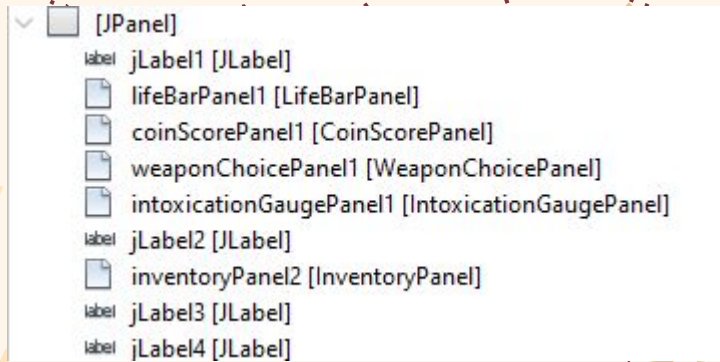 [JPanel]
label jLabel1 [JLabel]
lifeBarPanel1 [LifeBarPanel]
coinScorePanel1 [CoinScorePanel]
weaponChoicePanel1 [WeaponChoicePanel]
intoxicationGaugePanel1 [IntoxicationGaugePanel]
label jLabel2 [JLabel]
inventoryPanel2 [InventoryPanel]
label jLabel3 [JLabel]
label jLabel4 [JLabel]